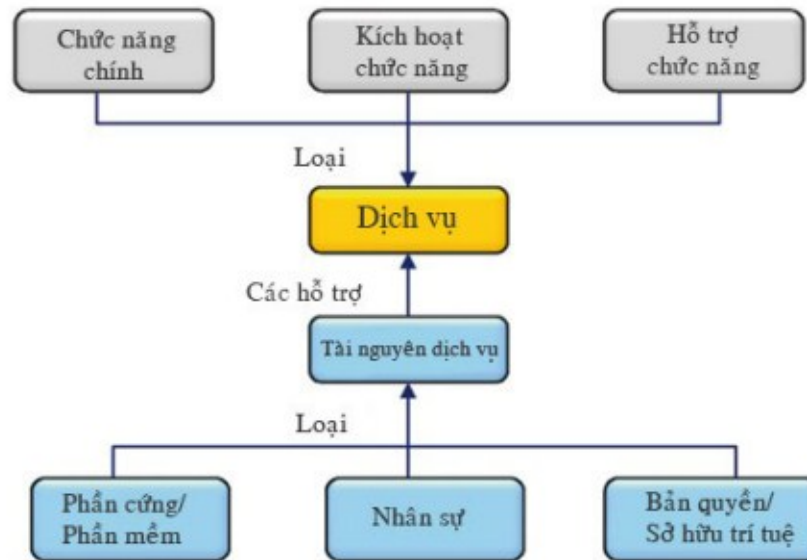 Chức năng
chính
Kích hoạt
chức năng
Hỗ trợ
chức năng
Loại
Dịch vụ
Các hỗ trợ
Tài nguyên dịch vụ
Loại
Phần cứng/
Phần mềm
Nhân sự
Bản quyền/
Sở hữu trí tuệ